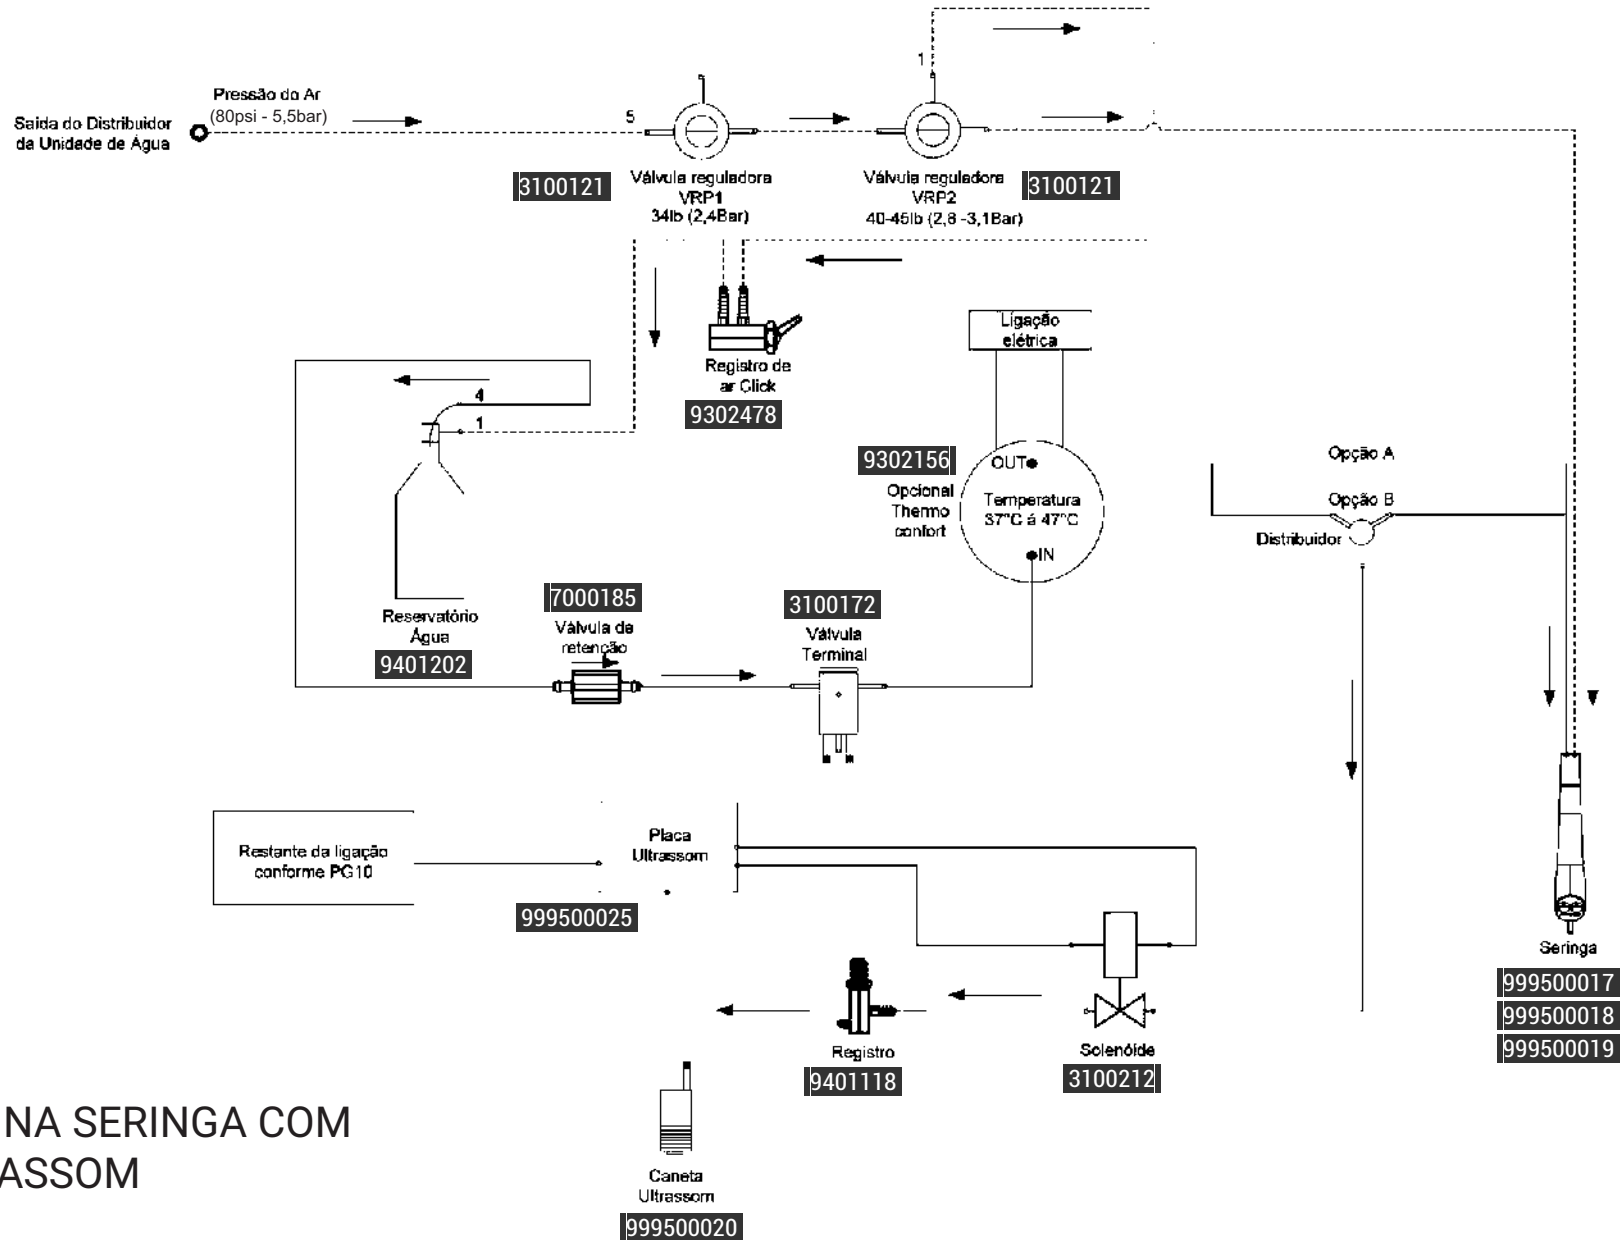 1
Pressão do Ar
(80psi - 5,5bar)
Saída do Distribuidor
da Unidade de Água
5
3100121
Válvula reguladora
VRP1
34lb (2,4Bar)
Válvula reguladora
VRP2
40-45lb (2,8 -3,1Bar)
3100121
Registro de
ar Click
9302478
Ligação
elétrica
4
1
9302156
Opcional
Thermo
confort
OUT
Temperatura
37°C á 47°C
IN
Opção A
Opção B
Distribuidor
Reservatório
Água
9401202
7000185
Válvula de
retenção
3100172
Válvula
Terminal
Restante da ligação
conforme PG10
Placa
Ultrassom
999500025
Seringa
999500017
999500018
999500019
Registro
9401118
Solenóide
3100212
NA SERINGA COM
ASSOM
Caneta
Ultrassom
999500020